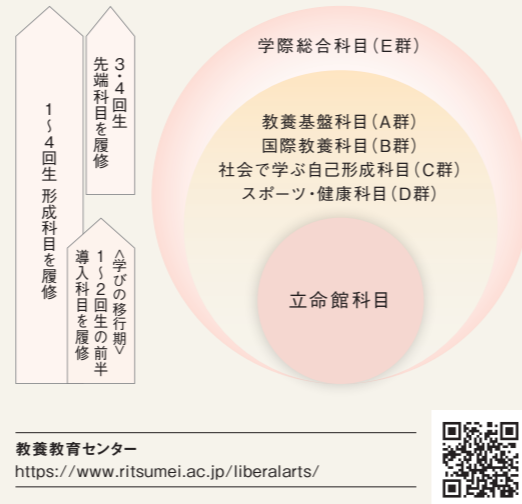 1～4回生 形成科目を履修
3・4回生
先端科目を履修
<学びの移行期>
1～2回生の前半
導入科目を履修
学際総合科目(E群)
教養基盤科目(A群)
国際教養科目(B群)
社会で学ぶ自己形成科目(C群)
スポーツ・健康科目(D群)
立命館科目
教養教育センター
https://www.ritsumei.ac.jp/liberalarts/